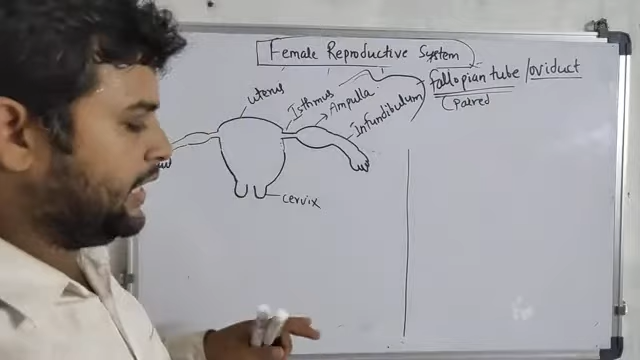 Female Reproductive System
uterus
Isthmus
Ampulla
Infundibulum
fallopian tube / oviduct
(Paired
cervix